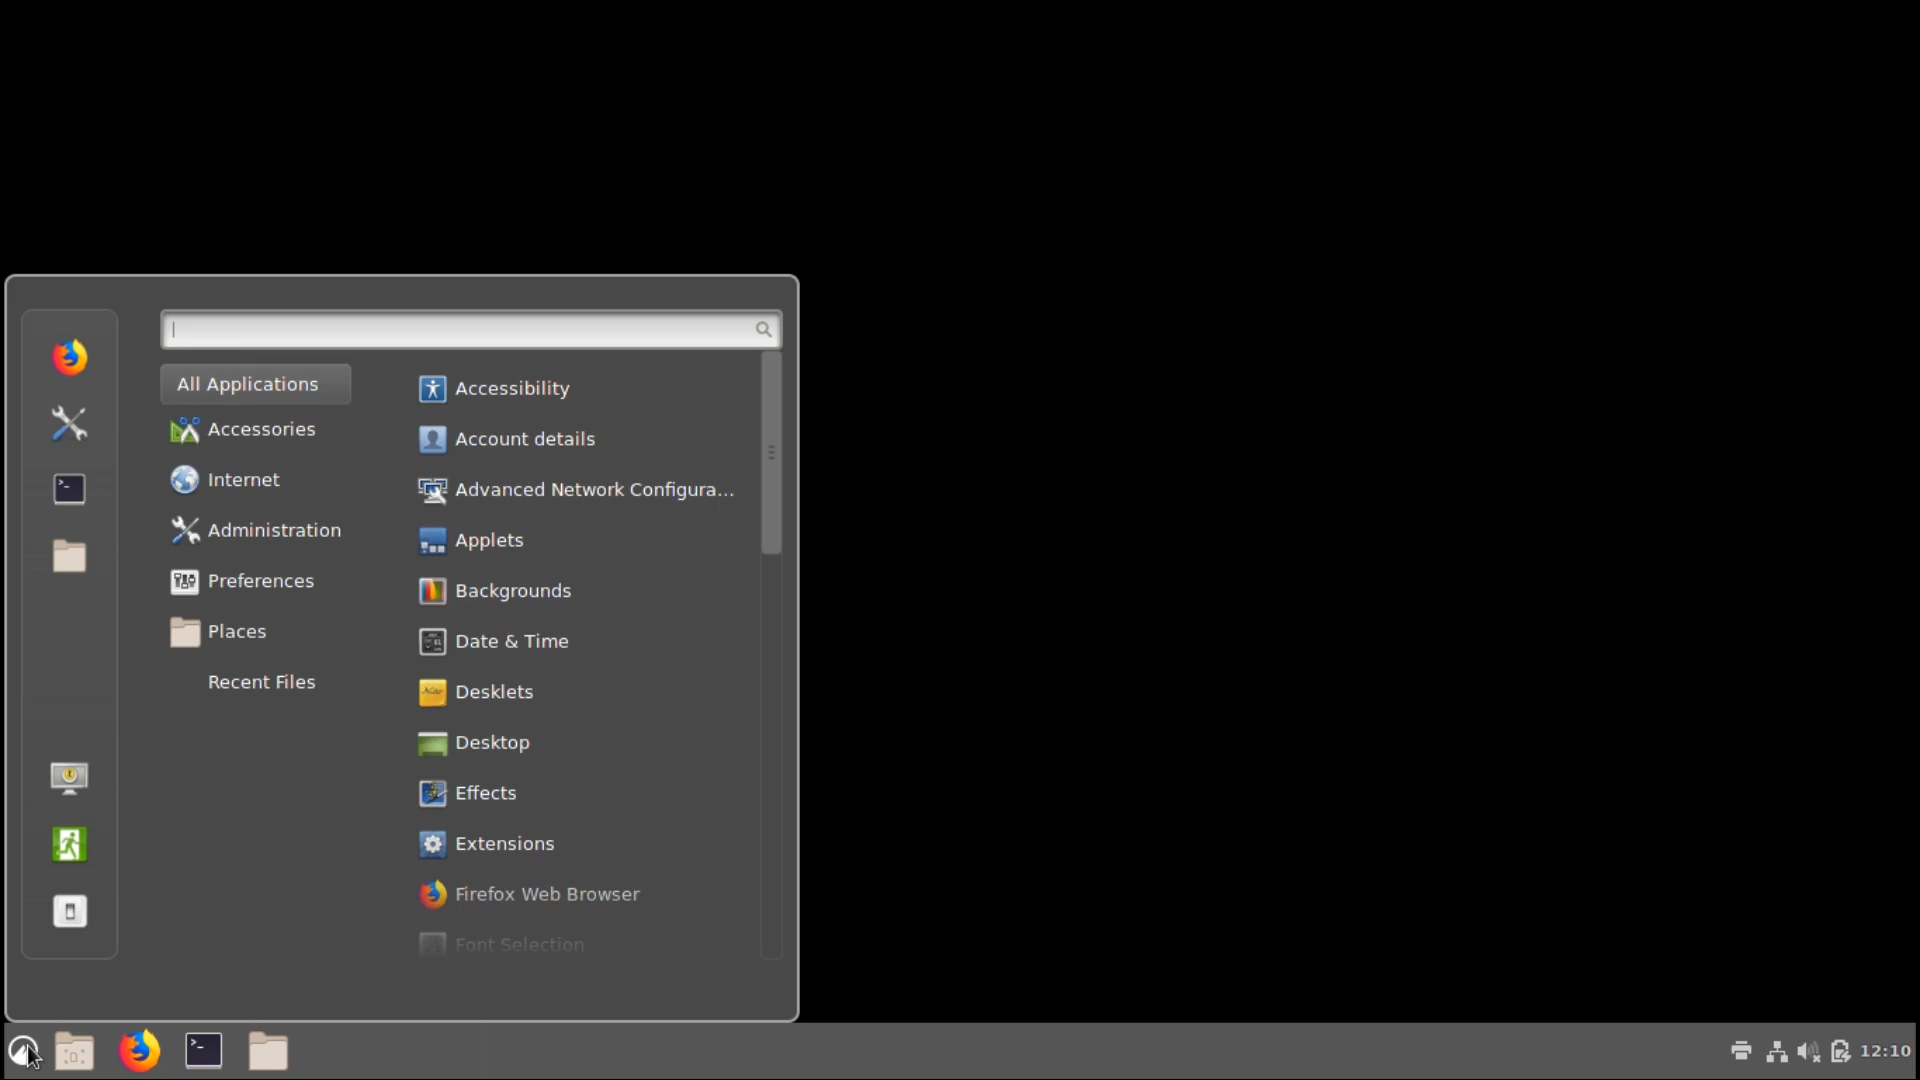 All Applications
Accessories
Internet
Administration
Preferences
Places
Recent Files
Accessibility
Account details
Advanced Network Configura...
Applets
Backgrounds
Date & Time
Desklets
Desktop
Effects
Extensions
Firefox Web Browser
Font Selection
12:10